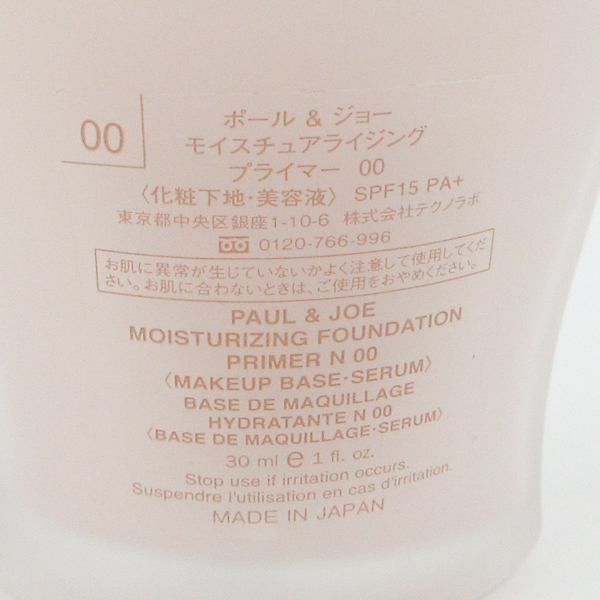 00
ポール & ジョー
モイスチュアライジング
プライマー 00
〈化粧下地・美容液〉 SPF15 PA+
東京都中央区銀座1-10-6 株式会社テクノラボ
0120-766-996
お肌に異常が生じていないかよく注意して使用してくだ
さい。お肌に合わないときは、ご使用をおやめください。
PAUL & JOE
MOISTURIZING FOUNDATION
PRIMER N 00
〈MAKEUP BASE・SERUM〉
BASE DE MAQUILLAGE
HYDRATANTE N 00
〈BASE DE MAQUILLAGE・SERUM〉
30 ml ℮ 1 fl. oz.
Stop use if irritation occurs.
Suspendre l'utilisation en cas d'irritation.
MADE IN JAPAN